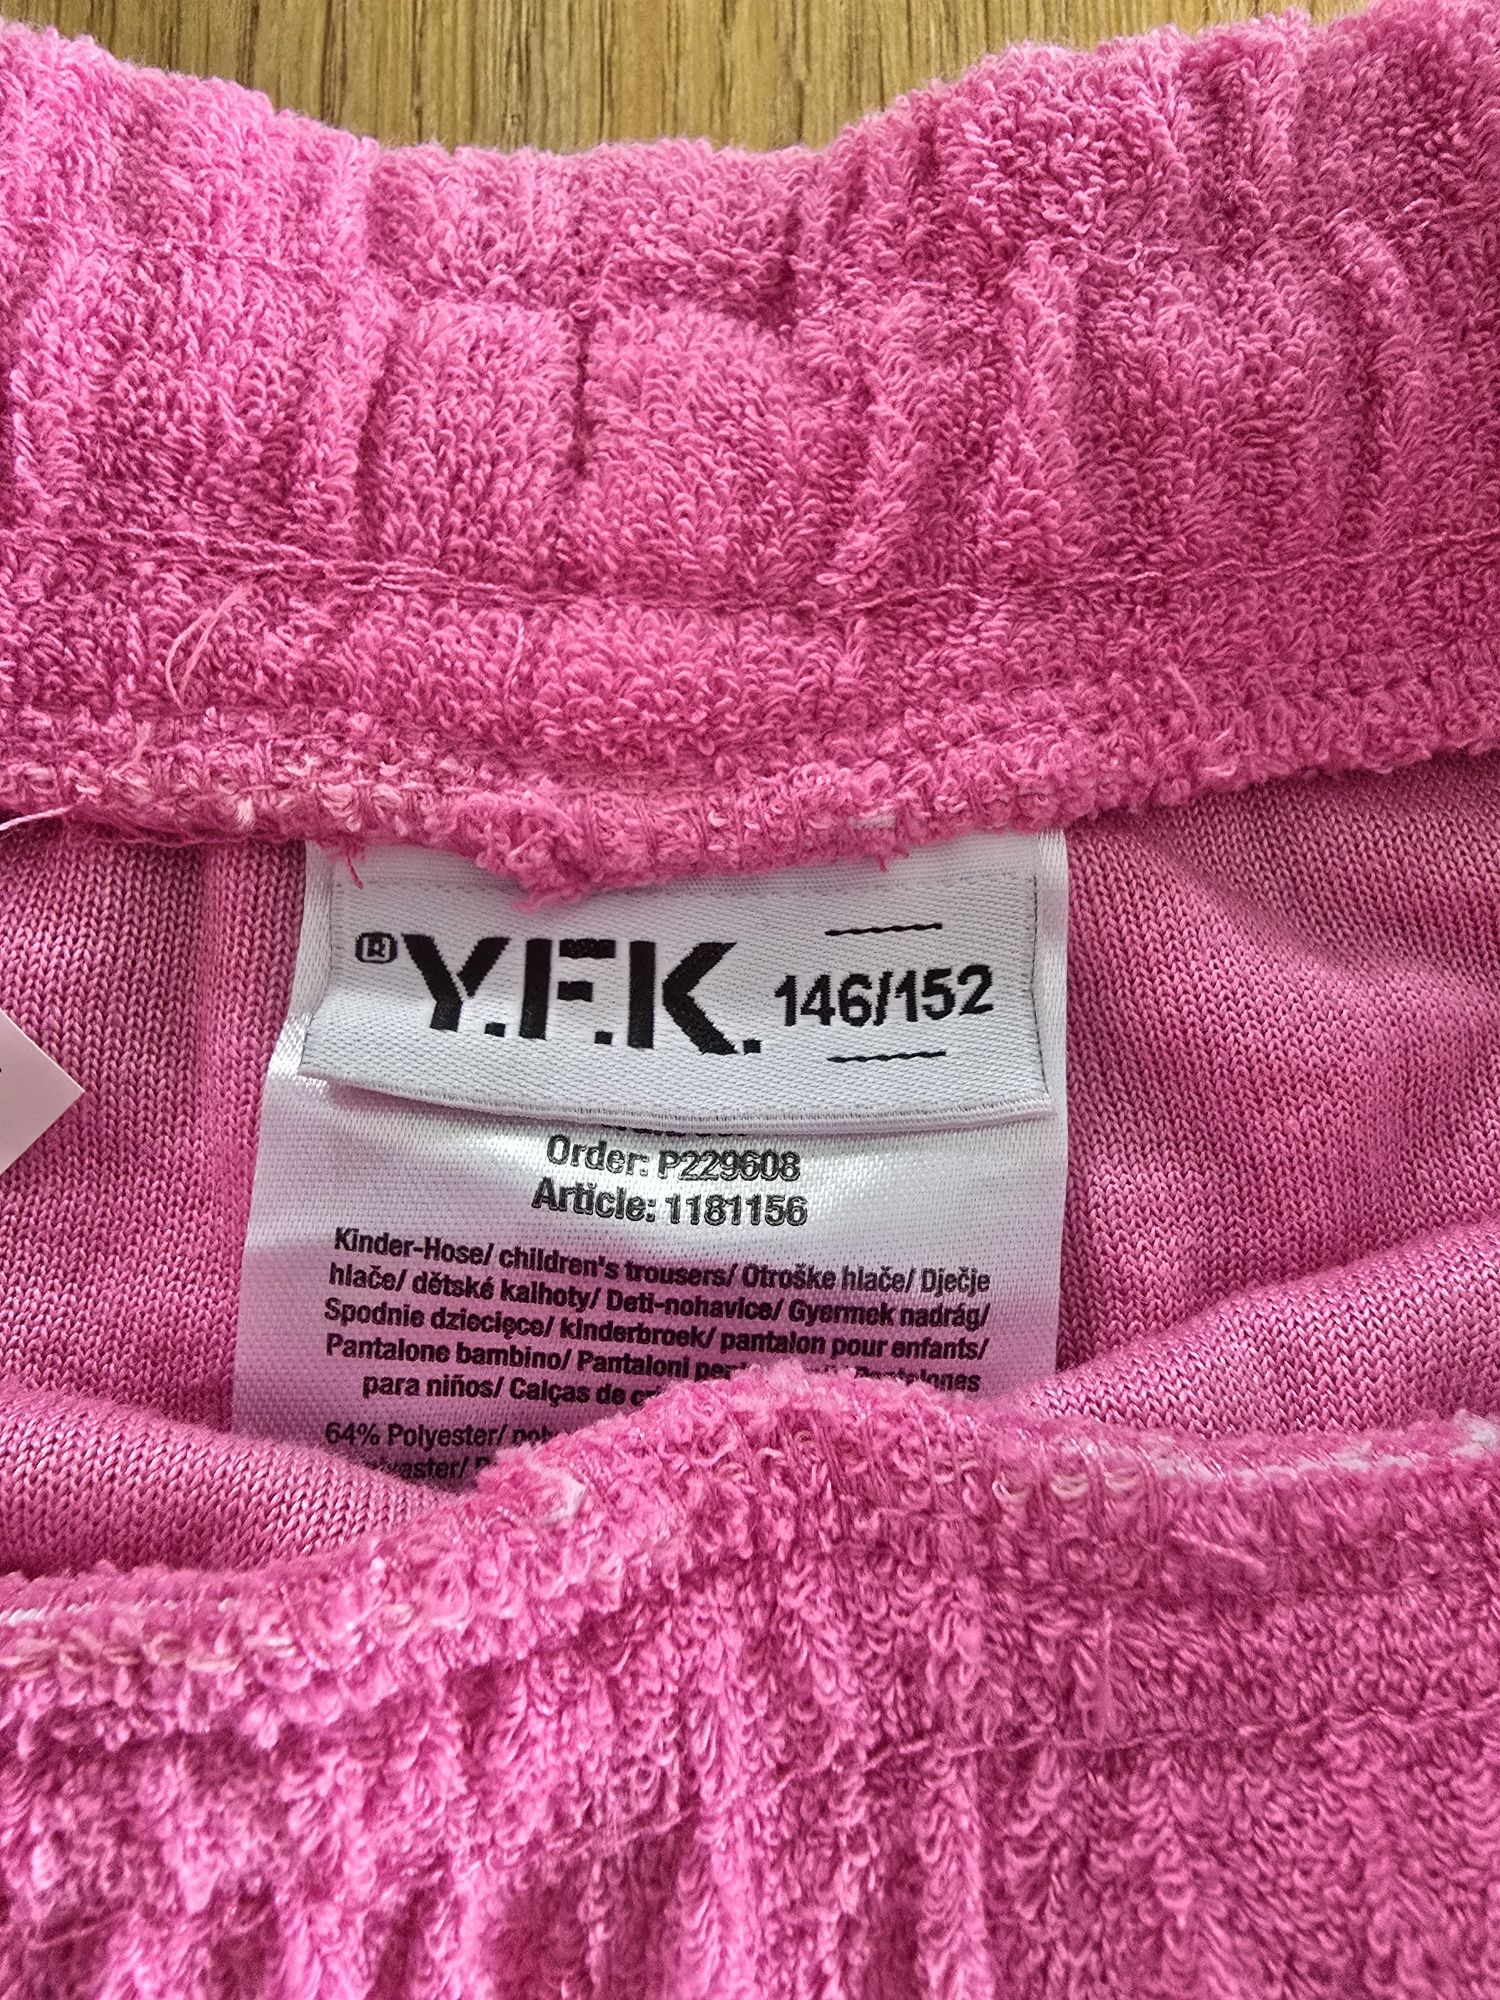 ® Y.F.K. 146/152
Order: P229608
Article: 1181156
Kinder-Hose/ children's trousers/ Otroške hlače/ Dječje
hlače/ dětské kalhoty/ Deti-nohavice/ Gyermek nadrág/
Spodnie dziecięce/ kinderbroek/ pantalon pour enfants/
Pantalone bambino/ Pantaloni
para niños/ Calças de
64% Polyester/